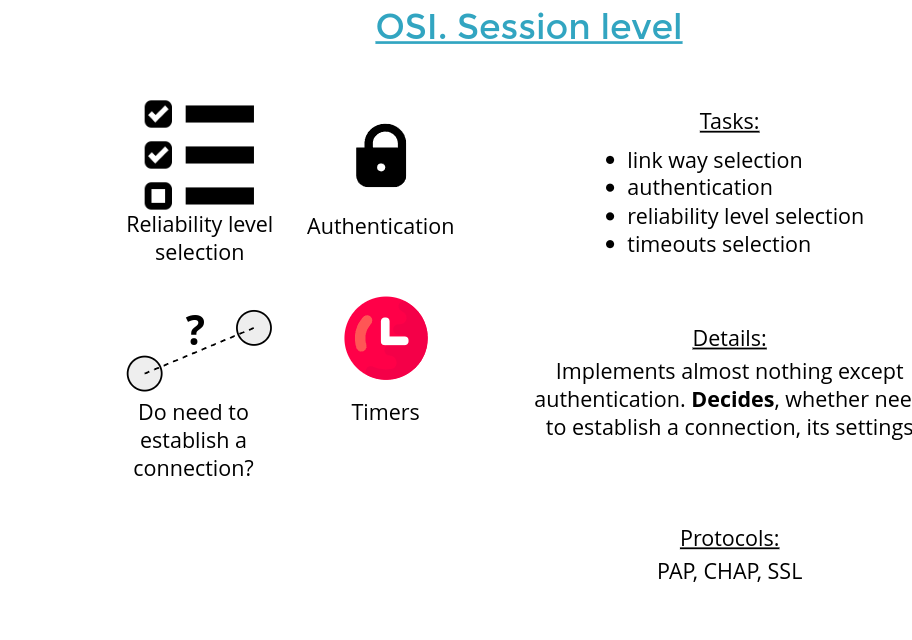 OSI. Session level
Reliability level
selection
Authentication
?
Do need to
establish a
connection?
Timers
Tasks:
link way selection
authentication
reliability level selection
timeouts selection
Details:
Implements almost nothing except
authentication. Decides, whether nee
to establish a connection, its settings
Protocols:
PAP, CHAP, SSL